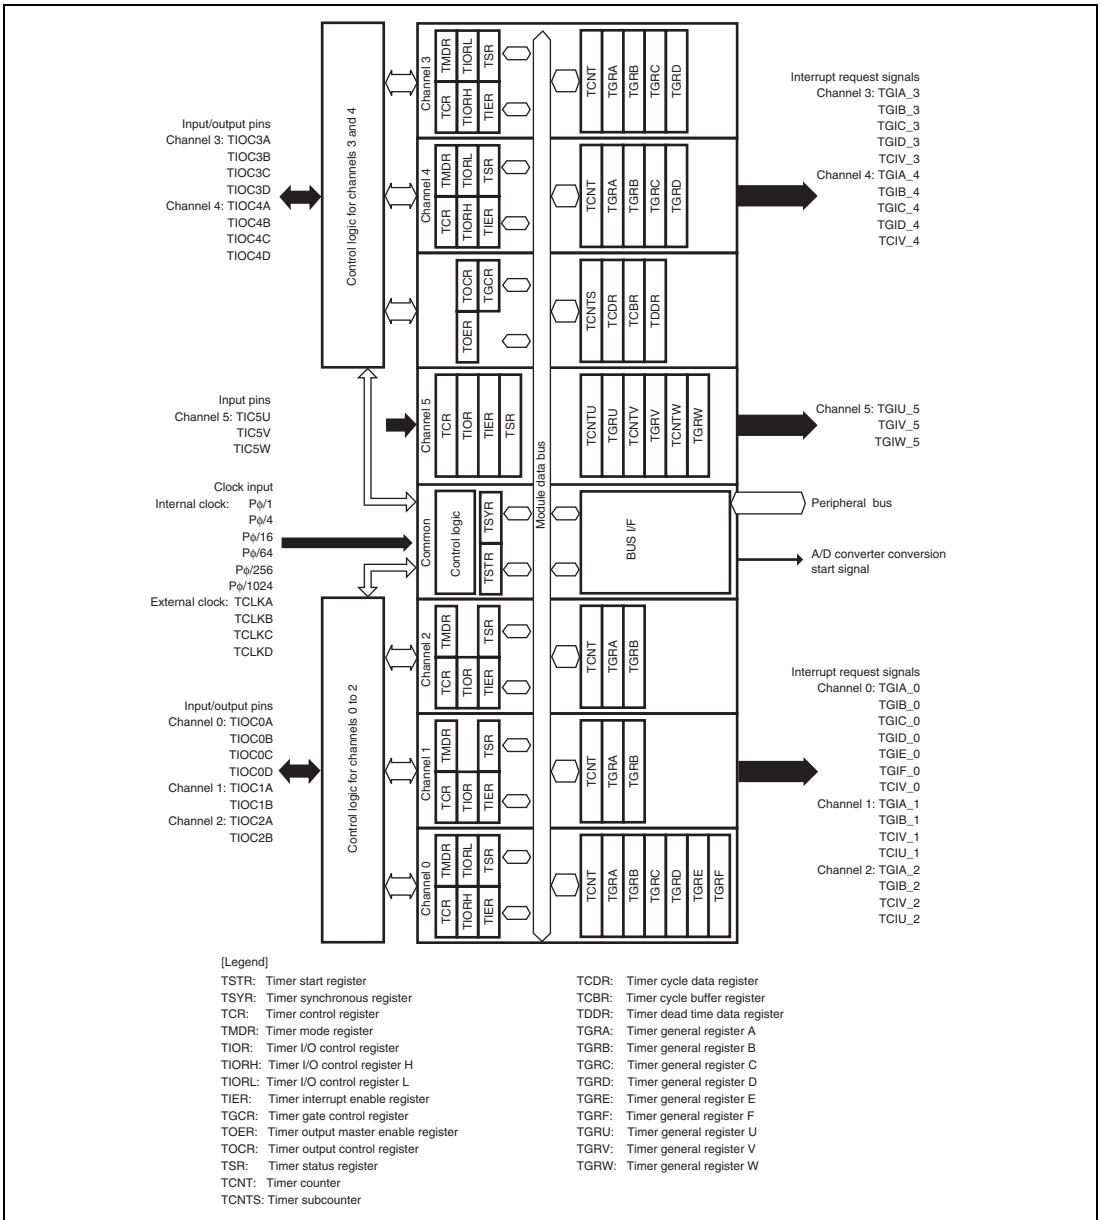 Input/output pins
Channel 3: TIOC3A
TIOC3B
TIOC3C
TIOC3D
Channel 4: TIOC4A
TIOC4B
TIOC4C
TIOC4D
Input pins
Channel 5: TIC5U
TIC5V
TIC5W
Clock input
Internal clock: Pφ/1
Pφ/4
Pφ/16
Pφ/64
Pφ/256
Pφ/1024
External clock: TCLKA
TCLKB
TCLKC
TCLKD
Input/output pins
Channel 0: TIOC0A
TIOC0B
TIOC0C
TIOC0D
Channel 1: TIOC1A
TIOC1B
Channel 2: TIOC2A
TIOC2B
Control logic for channels 3 and 4
Control logic for channels 0 to 2
Channel 3
TCR
TMDR
TIORH
TIORL
TIER
TSR
TCNT
TGRA
TGRB
TGRC
TGRD
Channel 4
TCR
TMDR
TIORH
TIORL
TIER
TSR
TCNT
TGRA
TGRB
TGRC
TGRD
TOER
TOCR
TGCR
TCNTS
TCDR
TCBR
TDDR
Channel 5
TCR
TIOR
TIER
TSR
TCNTU
TGRU
TCNTV
TGRV
TCNTW
TGRW
Module data bus
Common
Control logic
TSTR
TSYR
BUS I/F
Channel 2
TCR
TMDR
TIOR
TIER
TSR
TCNT
TGRA
TGRB
Channel 1
TCR
TMDR
TIOR
TIER
TSR
TCNT
TGRA
TGRB
Channel 0
TCR
TMDR
TIORH
TIORL
TIER
TSR
TCNT
TGRA
TGRB
TGRC
TGRD
TGRE
TGRF
Interrupt request signals
Channel 3: TGIA_3
TGIB_3
TGIC_3
TGID_3
TCIV_3
Channel 4: TGIA_4
TGIB_4
TGIC_4
TGID_4
TCIV_4
Channel 5: TGIU_5
TGIV_5
TGIW_5
Peripheral bus
A/D converter conversion
start signal
Interrupt request signals
Channel 0: TGIA_0
TGIB_0
TGIC_0
TGID_0
TGIE_0
TGIF_0
TCIV_0
Channel 1: TGIA_1
TGIB_1
TCIV_1
TCIU_1
Channel 2: TGIA_2
TGIB_2
TCIV_2
TCIU_2
[Legend]
TSTR: Timer start register
TSYR: Timer synchronous register
TCR: Timer control register
TMDR: Timer mode register
TIOR: Timer I/O control register
TIORH: Timer I/O control register H
TIORL: Timer I/O control register L
TIER: Timer interrupt enable register
TGCR: Timer gate control register
TOER: Timer output master enable register
TOCR: Timer output control register
TSR: Timer status register
TCNT: Timer counter
TCNTS: Timer subcounter
TCDR: Timer cycle data register
TCBR: Timer cycle buffer register
TDDR: Timer dead time data register
TGRA: Timer general register A
TGRB: Timer general register B
TGRC: Timer general register C
TGRD: Timer general register D
TGRE: Timer general register E
TGRF: Timer general register F
TGRU: Timer general register U
TGRV: Timer general register V
TGRW: Timer general register W